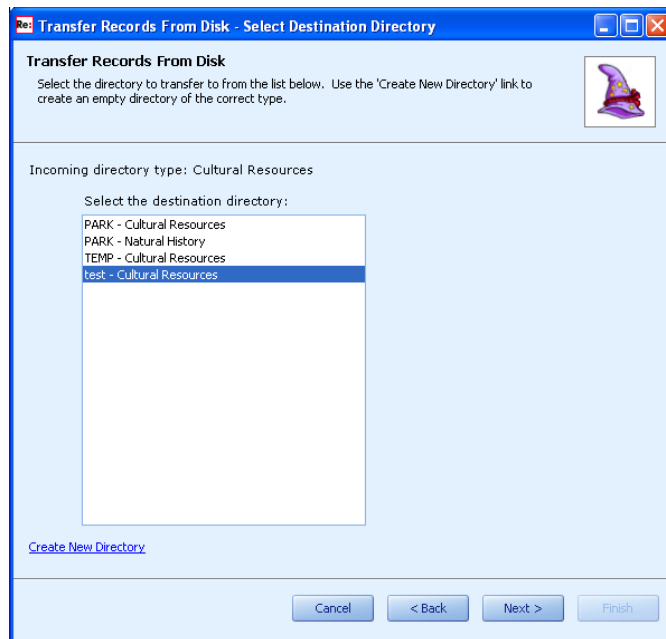 Re: Transfer Records From Disk - Select Destination Directory
Transfer Records From Disk
Select the directory to transfer to from the list below. Use the 'Create New Directory' link to
create an empty directory of the correct type.
Incoming directory type: Cultural Resources
Select the destination directory:
PARK - Cultural Resources
PARK - Natural History
TEMP - Cultural Resources
test - Cultural Resources
Create New Directory
Cancel
< Back
Next >
Finish